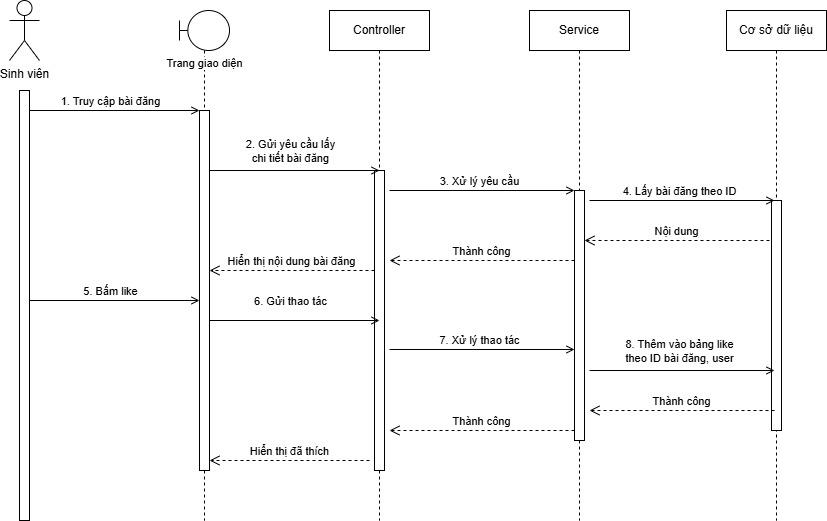 Sinh viên
Trang giao diện
Controller
Service
Cơ sở dữ liệu
1. Truy cập bài đăng
2. Gửi yêu cầu lấy
chi tiết bài đăng
3. Xử lý yêu cầu
4. Lấy bài đăng theo ID
Nội dung
Thành công
Hiển thị nội dung bài đăng
5. Bấm like
6. Gửi thao tác
7. Xử lý thao tác
8. Thêm vào bảng like
theo ID bài đăng, user
Thành công
Thành công
Hiển thị đã thích